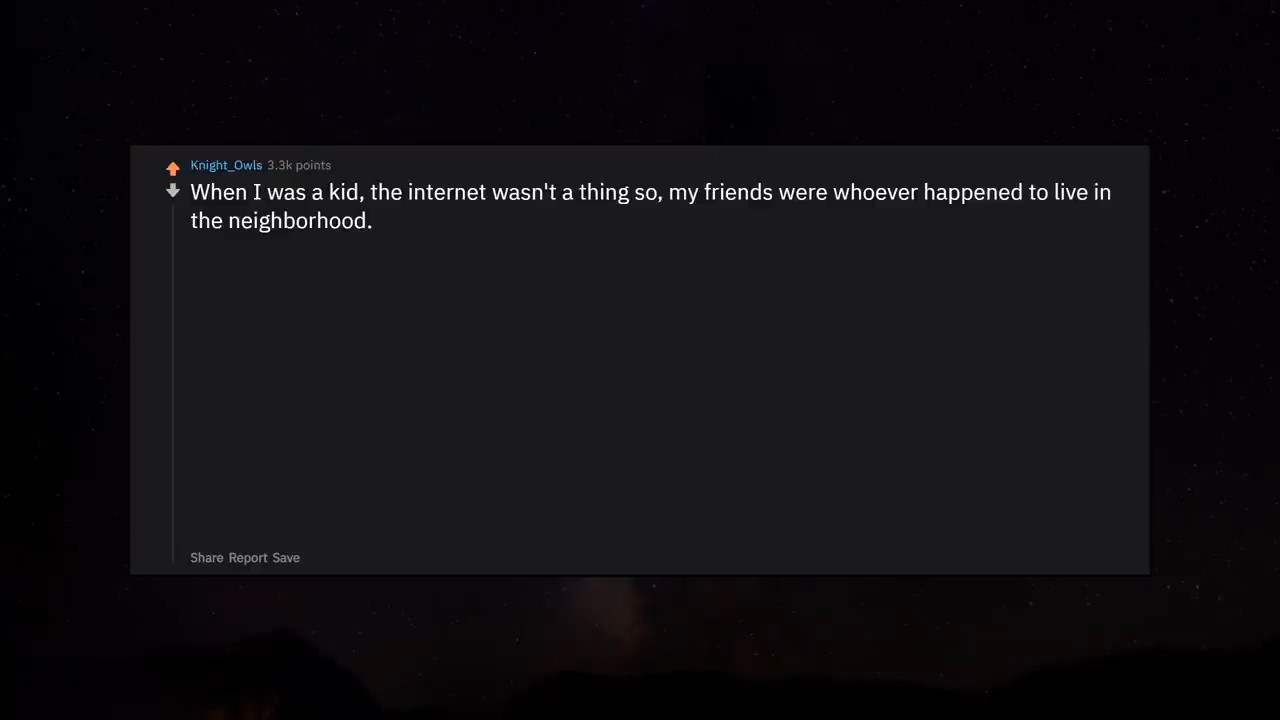 Knight_Owls 3.3k points
When I was a kid, the internet wasn't a thing so, my friends were whoever happened to live in
the neighborhood.
Share Report Save